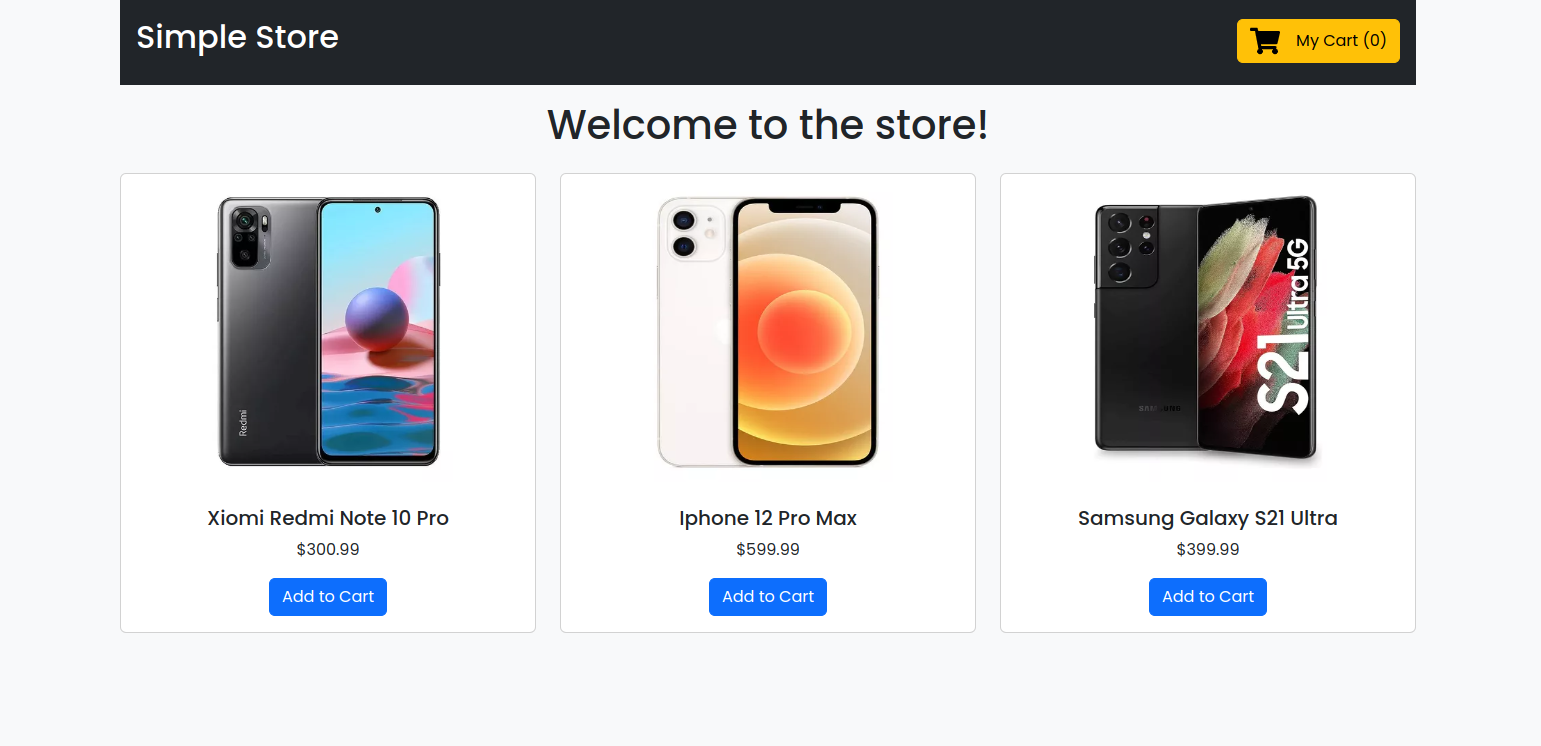 Simple Store
My Cart (0)
Welcome to the store!
Redmi
SAMSUNG
S21 Ultra 5G
Xiomi Redmi Note 10 Pro
Iphone 12 Pro Max
Samsung Galaxy S21 Ultra
$300.99
$599.99
$399.99
Add to Cart
Add to Cart
Add to Cart